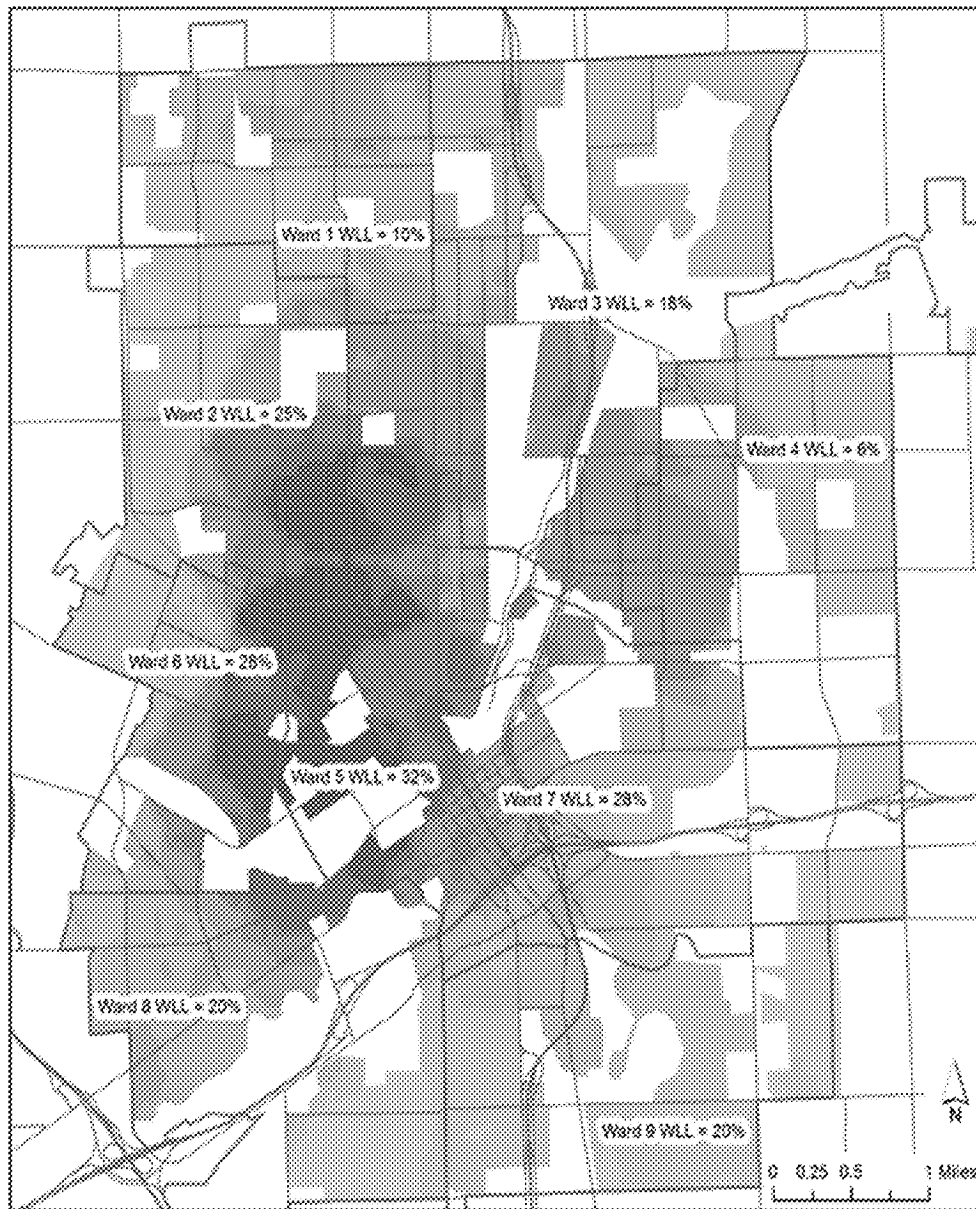 Ward 1 WLL = 10%
Ward 3 WLL = 18%
Ward 2 WLL = 25%
Ward 4 WLL = 6%
Ward 6 WLL = 28%
Ward 5 WLL = 32%
Ward 7 WLL = 28%
Ward 8 WLL = 20%
Ward 9 WLL = 20%
N
0 0.25 0.5 1 Miles